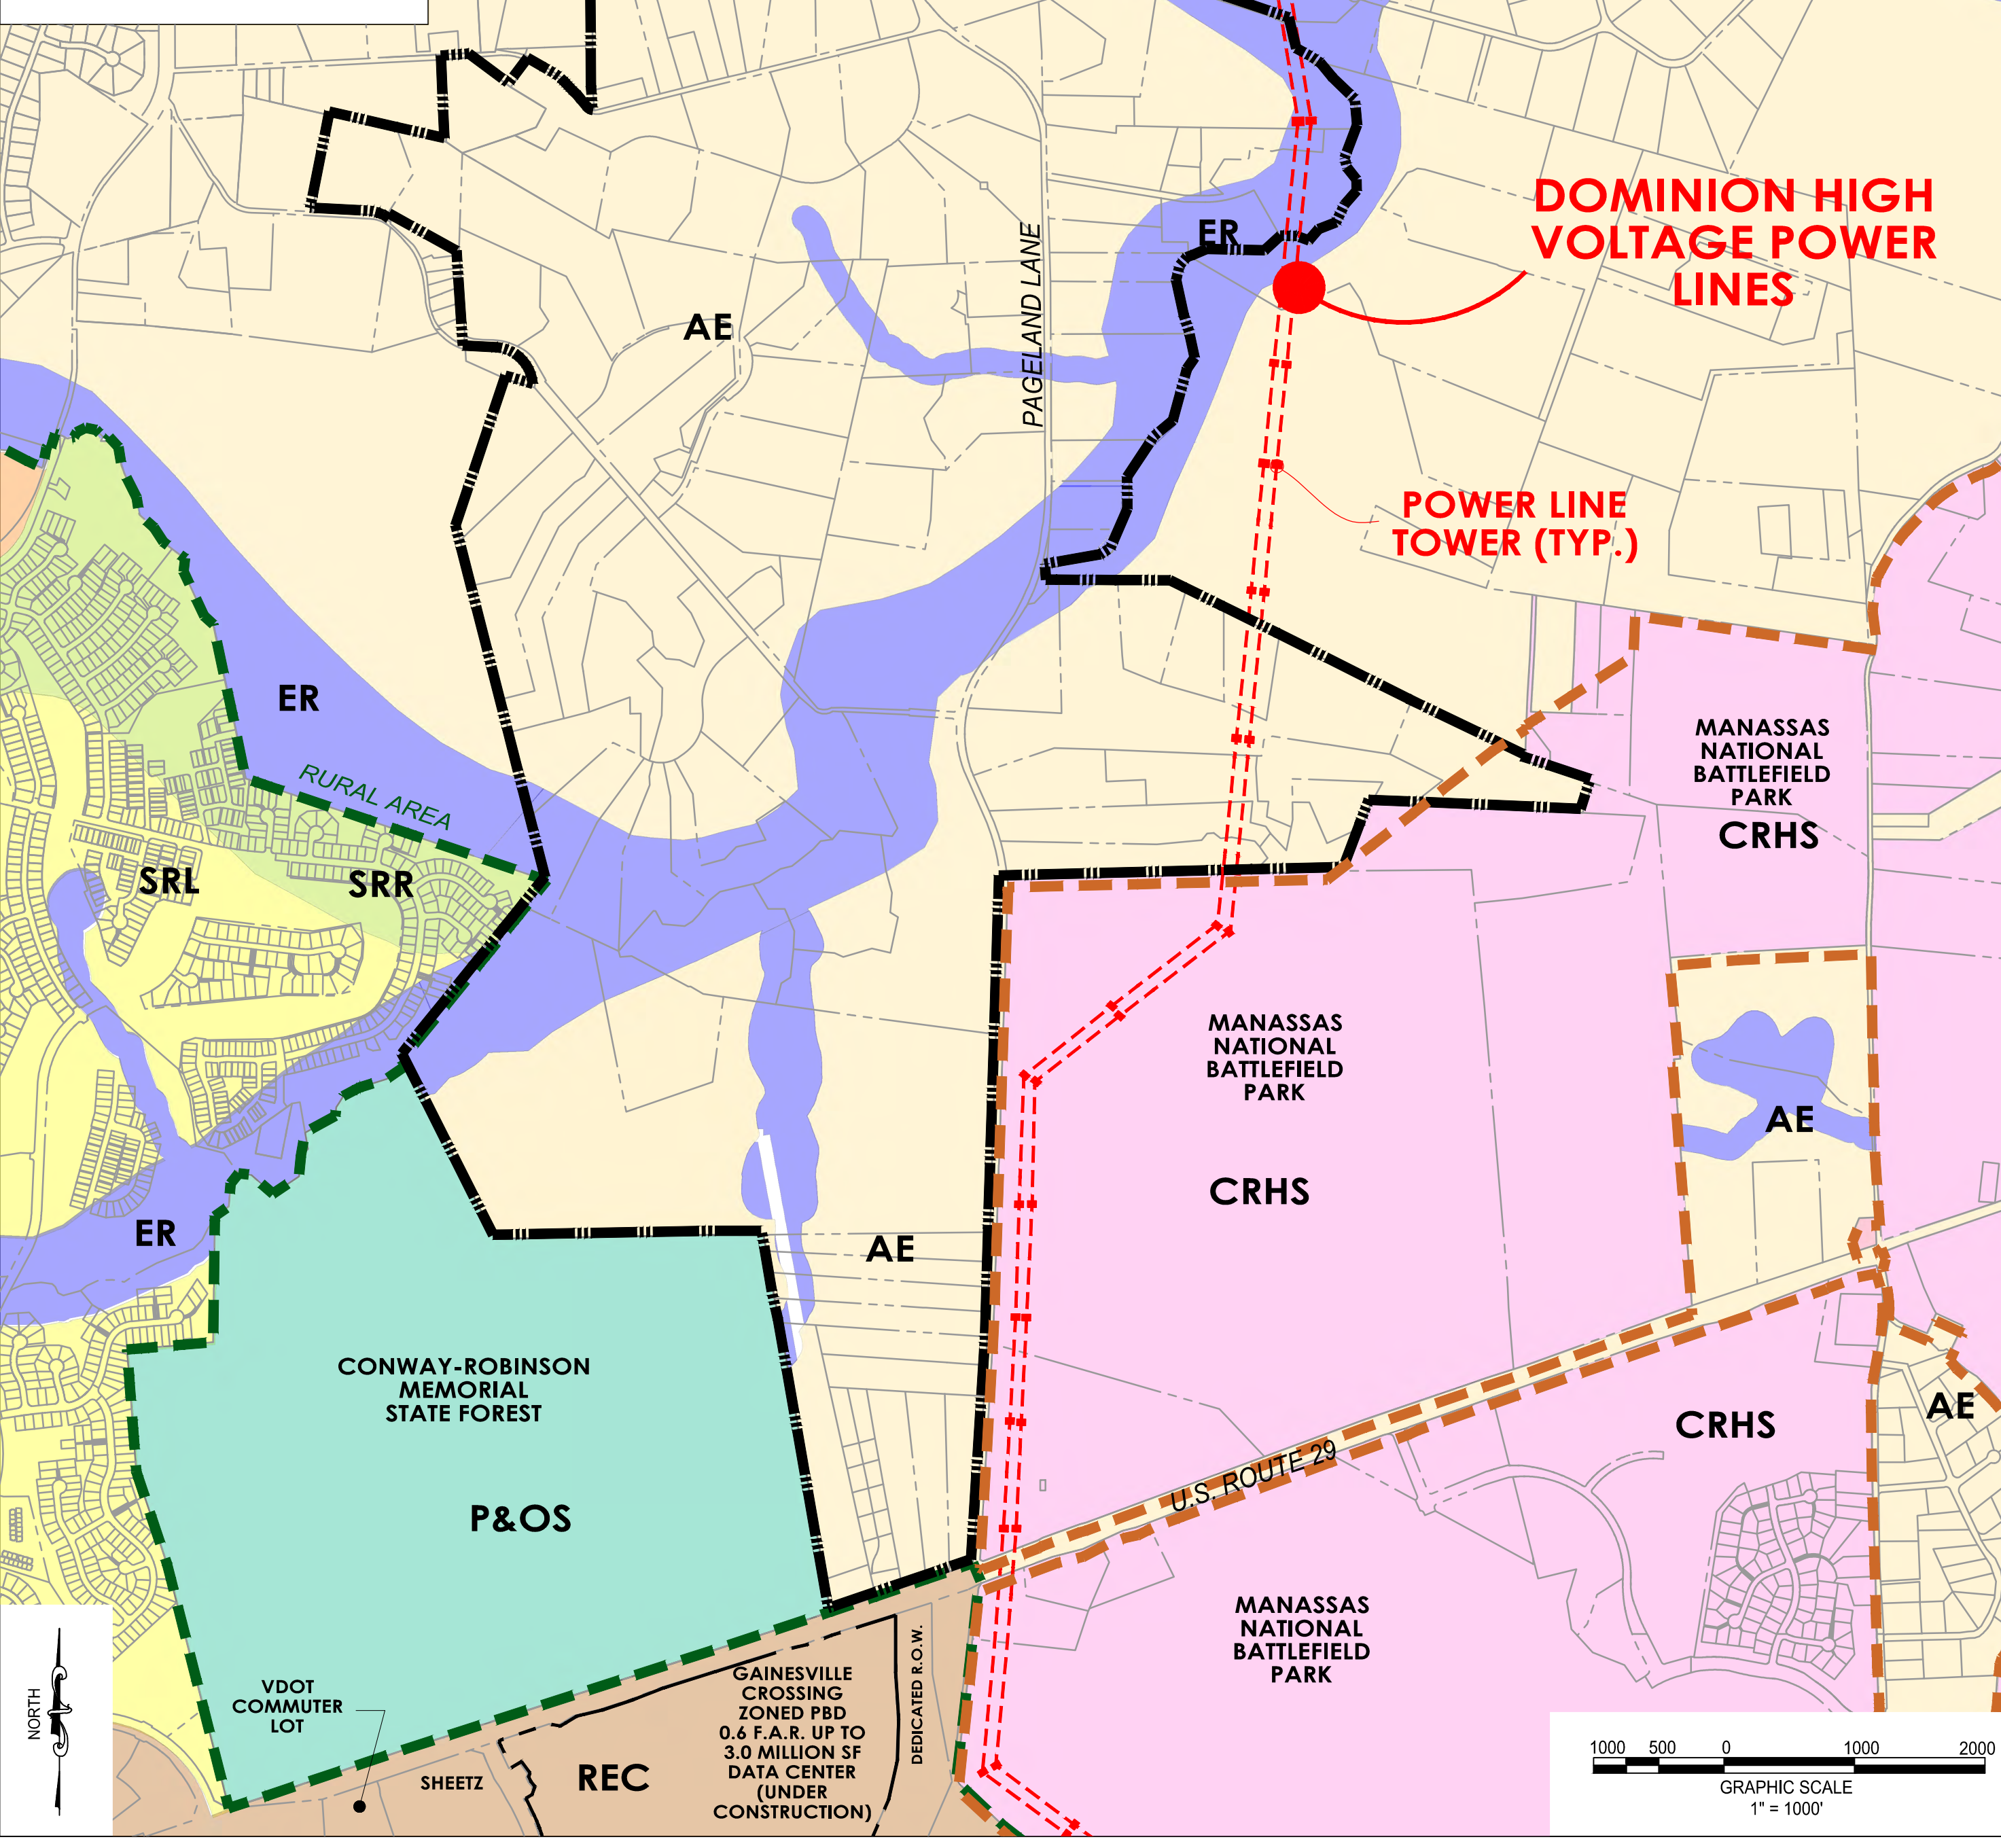 DOMINION HIGH
VOLTAGE POWER
LINES
ER
PAGELAND LANE
AE
POWER LINE
TOWER (TYP.)
ER
RURAL AREA
SRL
SRR
MANASSAS
NATIONAL
BATTLEFIELD
PARK
CRHS
MANASSAS
NATIONAL
BATTLEFIELD
PARK
CRHS
AE
ER
AE
CONWAY-ROBINSON
MEMORIAL
STATE FOREST
P&OS
U.S. ROUTE 29
CRHS
AE
MANASSAS
NATIONAL
BATTLEFIELD
PARK
NORTH
VDOT
COMMUTER
LOT
SHEETZ
REC
GAINESVILLE
CROSSING
ZONED PBD
0.6 F.A.R. UP TO
3.0 MILLION SF
DATA CENTER
(UNDER
CONSTRUCTION)
DEDICATED R.O.W.
1000 500 0 1000 2000
GRAPHIC SCALE
1" = 1000'